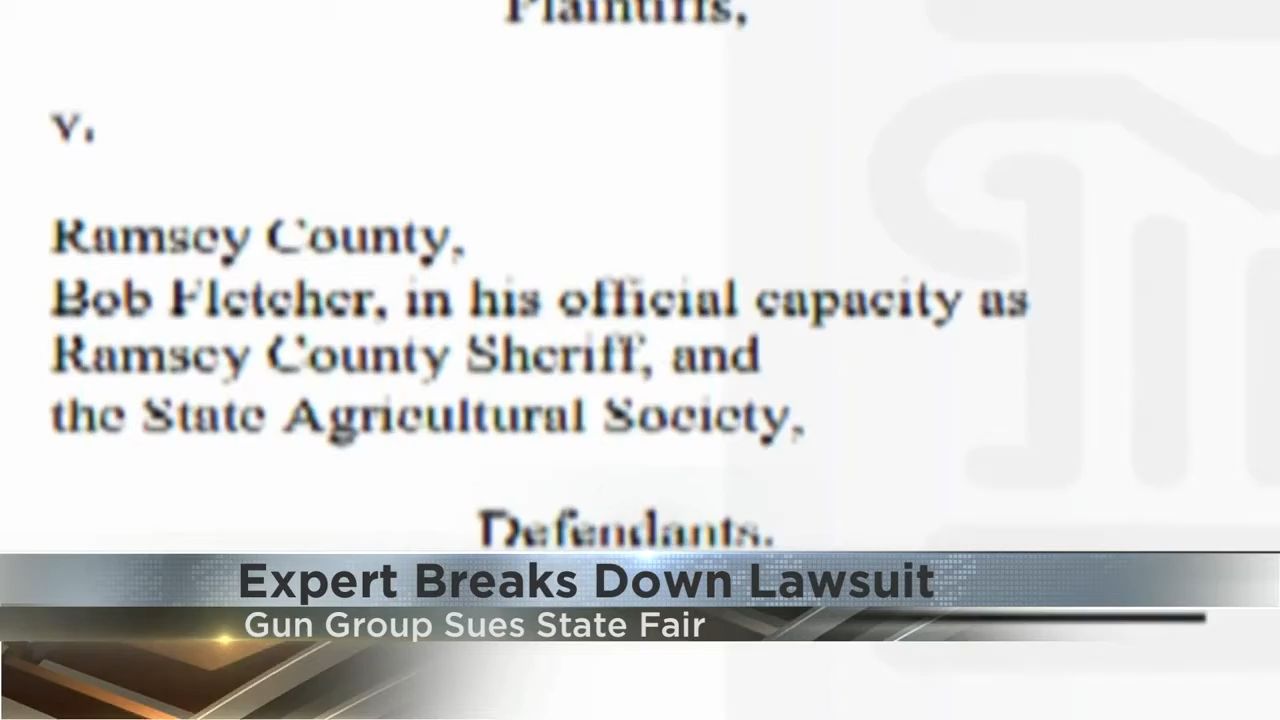 Plaintiffs,
v.
Ramsey County,
Bob Fletcher, in his official capacity as
Ramsey County Sheriff, and
the State Agricultural Society,
Defendants.
Expert Breaks Down Lawsuit
Gun Group Sues State Fair